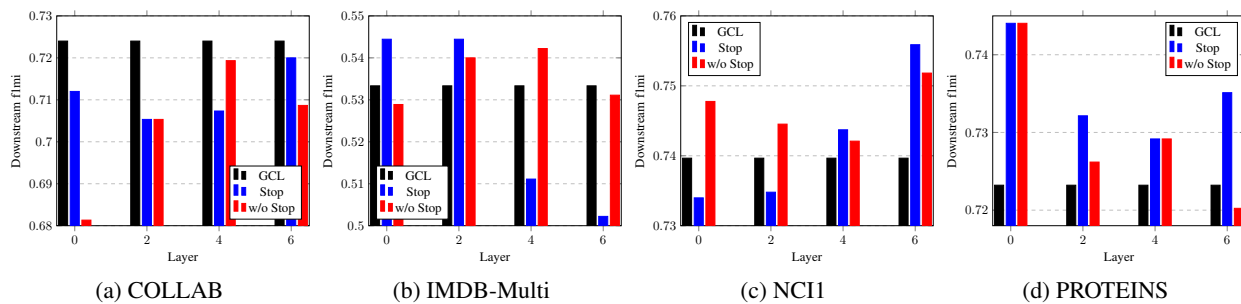 0.73
0.72
0.71
0.7
0.69
0.68
Downstream f1mi
GCL
Stop
w/o Stop
0
2
4
6
Layer
(a) COLLAB
0.55
0.54
0.53
0.52
0.51
0.5
Downstream f1mi
GCL
Stop
w/o Stop
0
2
4
6
Layer
(b) IMDB-Multi
0.76
0.75
0.74
0.73
Downstream f1mi
GCL
Stop
w/o Stop
0
2
4
6
Layer
(c) NCI1
0.74
0.73
0.72
Downstream f1mi
GCL
Stop
w/o Stop
0
2
4
6
Layer
(d) PROTEINS